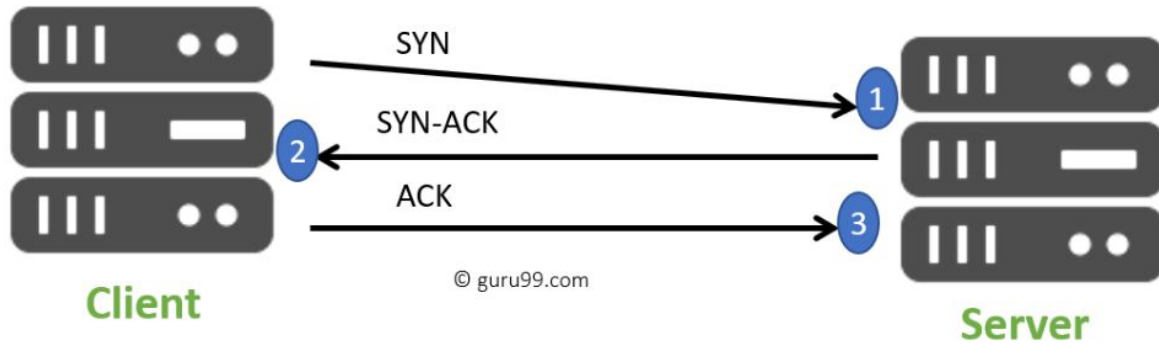 SYN
1
SYN-ACK
2
ACK
3
© guru99.com
Client
Server